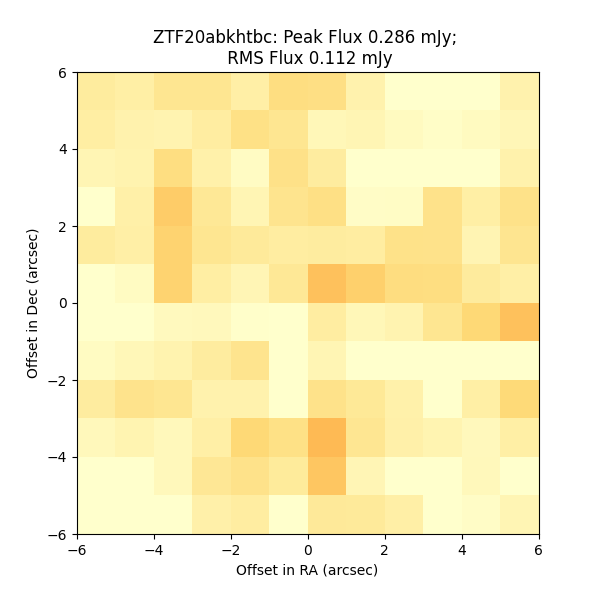 ZTF20abkhtbc: Peak Flux 0.286 mJy;
RMS Flux 0.112 mJy
6
4
2
0
−2
−4
−6
Offset in Dec (arcsec)
−6 −4 −2 0 2 4 6
Offset in RA (arcsec)